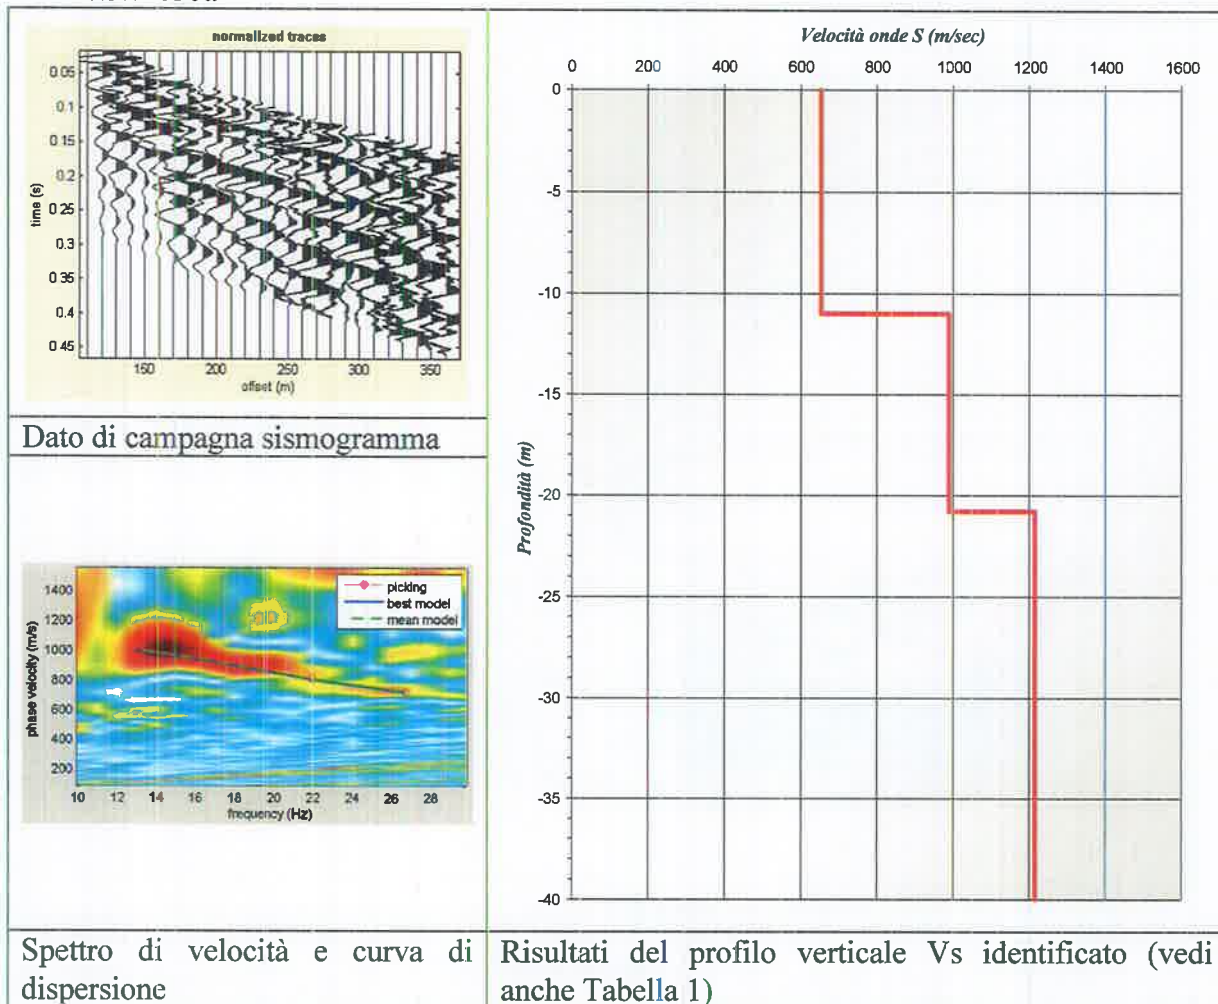 normalized traces
0.05
0.1
0.15
0.2
0.25
0.3
0.35
0.4
0.45
time (s)
150 200 250 300 350
offset (m)
Dato di campagna sismogramma
1400
1200
1000
800
600
400
200
phase velocity (m/s)
picking
best model
mean model
10 12 14 16 18 20 22 24 26 28
frequency (Hz)
Spettro di velocità e curva di
dispersione
Velocità onde S (m/sec)
0 200 400 600 800 1000 1200 1400 1600
0
-5
-10
-15
-20
-25
-30
-35
-40
Profondità (m)
Risultati del profilo verticale Vs identificato (vedi
anche Tabella 1)